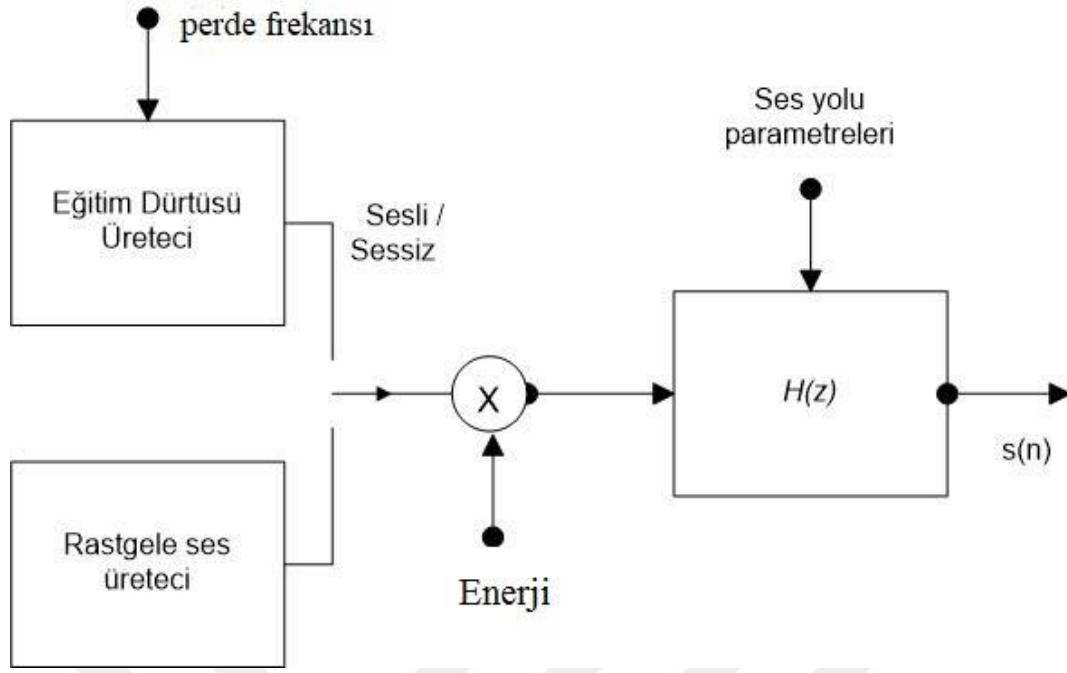 perde frekansı
Ses yolu
parametreleri
Eğitim Dürtüsü
Üreteci
Sesli /
Sessiz
X
H(z)
s(n)
Rastgele ses
üreteci
Enerji